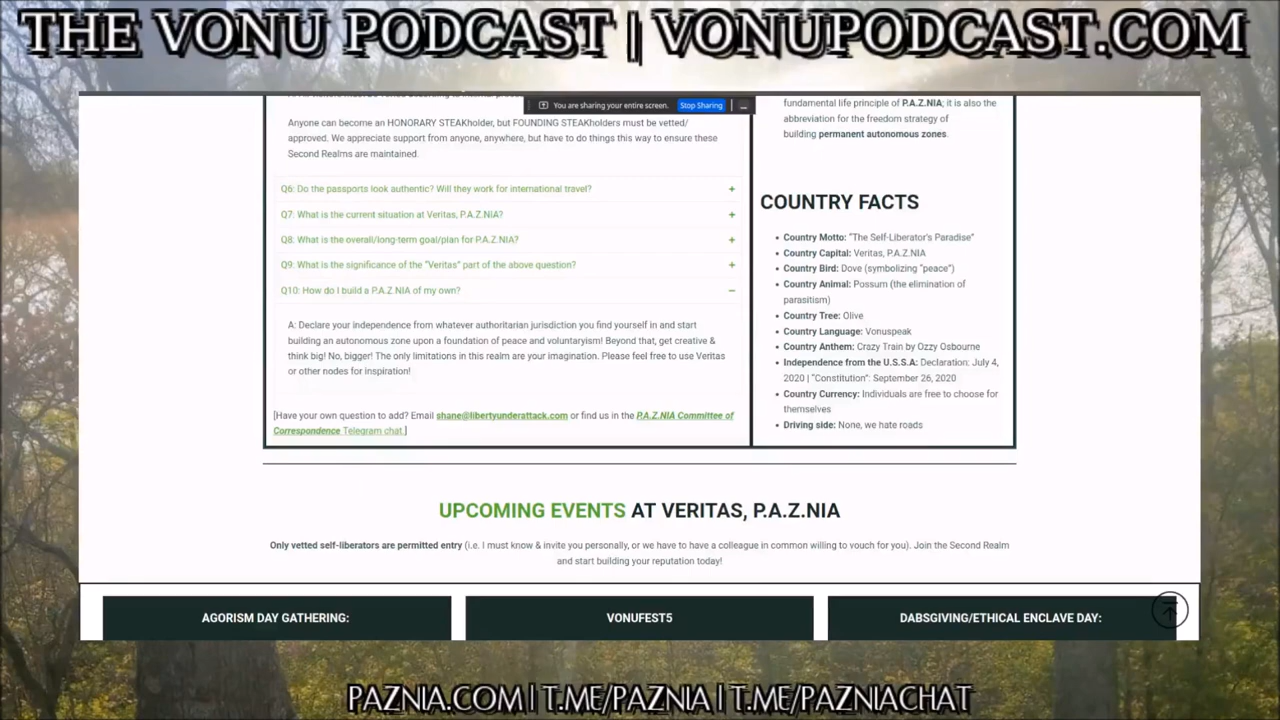 THE VONU PODCAST | VONUPODCAST.COM
You are sharing your entire screen. Stop Sharing
Anyone can become an HONORARY STEAKholder, but FOUNDING STEAKholders must be vetted/
approved. We appreciate support from anyone, anywhere, but have to do things this way to ensure these
Second Realms are maintained.
Q6: Do the passports look authentic? Will they work for international travel?
Q7: What is the current situation at Veritas, P.A.Z.NIA?
Q8: What is the overall/long-term goal/plan for P.A.Z.NIA?
Q9: What is the significance of the "Veritas" part of the above question?
Q10: How do I build a P.A.Z.NIA of my own?
A: Declare your independence from whatever authoritarian jurisdiction you find yourself in and start
building an autonomous zone upon a foundation of peace and voluntaryism! Beyond that, get creative &
think big! No, bigger! The only limitations in this realm are your imagination. Please feel free to use Veritas
or other nodes for inspiration!
[Have your own question to add? Email shane@libertyunderattack.com or find us in the P.A.Z.NIA Committee of
Correspondence Telegram chat.]
fundamental life principle of P.A.Z.NIA; it is also the
abbreviation for the freedom strategy of
building permanent autonomous zones.
COUNTRY FACTS
• Country Motto: "The Self-Liberator's Paradise"
• Country Capital: Veritas, P.A.Z.NIA
• Country Bird: Dove (symbolizing "peace")
• Country Animal: Possum (the elimination of
parasitism)
• Country Tree: Olive
• Country Language: Vonuspeak
• Country Anthem: Crazy Train by Ozzy Osbourne
• Independence from the U.S.S.A: Declaration: July 4,
2020 | "Constitution": September 26, 2020
• Country Currency: Individuals are free to choose for
themselves
• Driving side: None, we hate roads
UPCOMING EVENTS AT VERITAS, P.A.Z.NIA
Only vetted self-liberators are permitted entry (i.e. I must know & invite you personally, or we have to have a colleague in common willing to vouch for you). Join the Second Realm
and start building your reputation today!
AGORISM DAY GATHERING:
VONUFEST5
DABSGIVING/ETHICAL ENCLAVE DAY:
PAZNIA.COM | T.ME/PAZNIA | T.ME/PAZNIACHAT